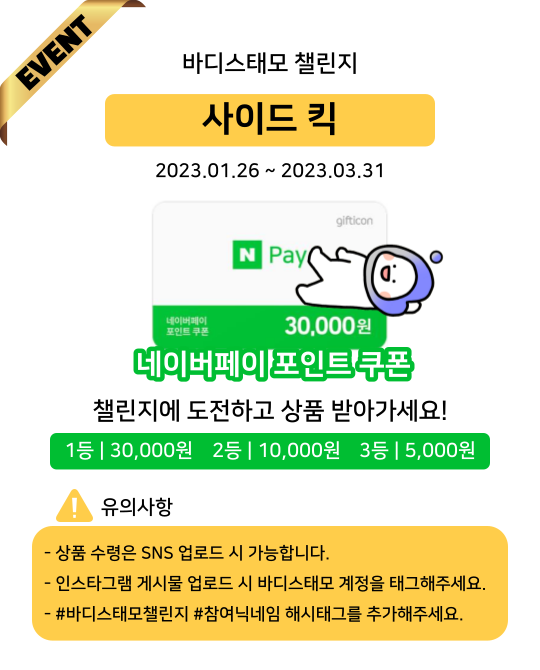 EVENT
바디스태모 챌린지
사이드 킥
2023.01.26 ~ 2023.03.31
gifticon
N Pay
네이버페이
포인트 쿠폰
30,000원
네이버페이 포인트 쿠폰
챌린지에 도전하고 상품 받아가세요!
1등 | 30,000원 2등 | 10,000원 3등 | 5,000원
유의사항
- 상품 수령은 SNS 업로드 시 가능합니다.
- 인스타그램 게시물 업로드 시 바디스태모 계정을 태그해주세요.
- #바디스태모챌린지 #참여닉네임 해시태그를 추가해주세요.